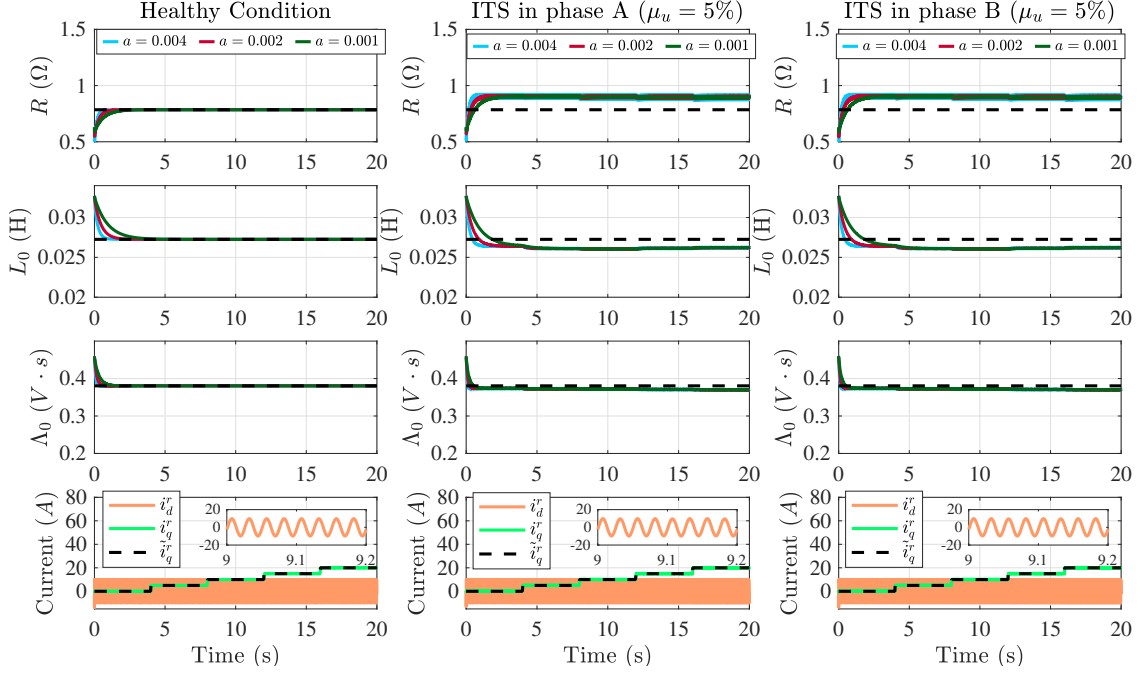 Healthy Condition
ITS in phase A (μ_u = 5%)
ITS in phase B (μ_u = 5%)
a = 0.004 a = 0.002 a = 0.001
a = 0.004 a = 0.002 a = 0.001
a = 0.004 a = 0.002 a = 0.001
R (Ω)
1.5
1
0.5
0 5 10 15 20
R (Ω)
1.5
1
0.5
0 5 10 15 20
R (Ω)
1.5
1
0.5
0 5 10 15 20
L_0 (H)
0.03
0.025
0.02
0 5 10 15 20
L_0 (H)
0.03
0.025
0.02
0 5 10 15 20
L_0 (H)
0.03
0.025
0.02
0 5 10 15 20
Λ_0 (V · s)
0.4
0.3
0.2
0 5 10 15 20
Λ_0 (V · s)
0.4
0.3
0.2
0 5 10 15 20
Λ_0 (V · s)
0.4
0.3
0.2
0 5 10 15 20
Current (A)
80
60
40
20
0
i_d^r
i_q^r
ĩ_q^r
20
0
-20
9 9.1 9.2
0 5 10 15 20
Time (s)
Current (A)
80
60
40
20
0
i_d^r
i_q^r
ĩ_q^r
20
0
-20
9 9.1 9.2
0 5 10 15 20
Time (s)
Current (A)
80
60
40
20
0
i_d^r
i_q^r
ĩ_q^r
20
0
-20
9 9.1 9.2
0 5 10 15 20
Time (s)